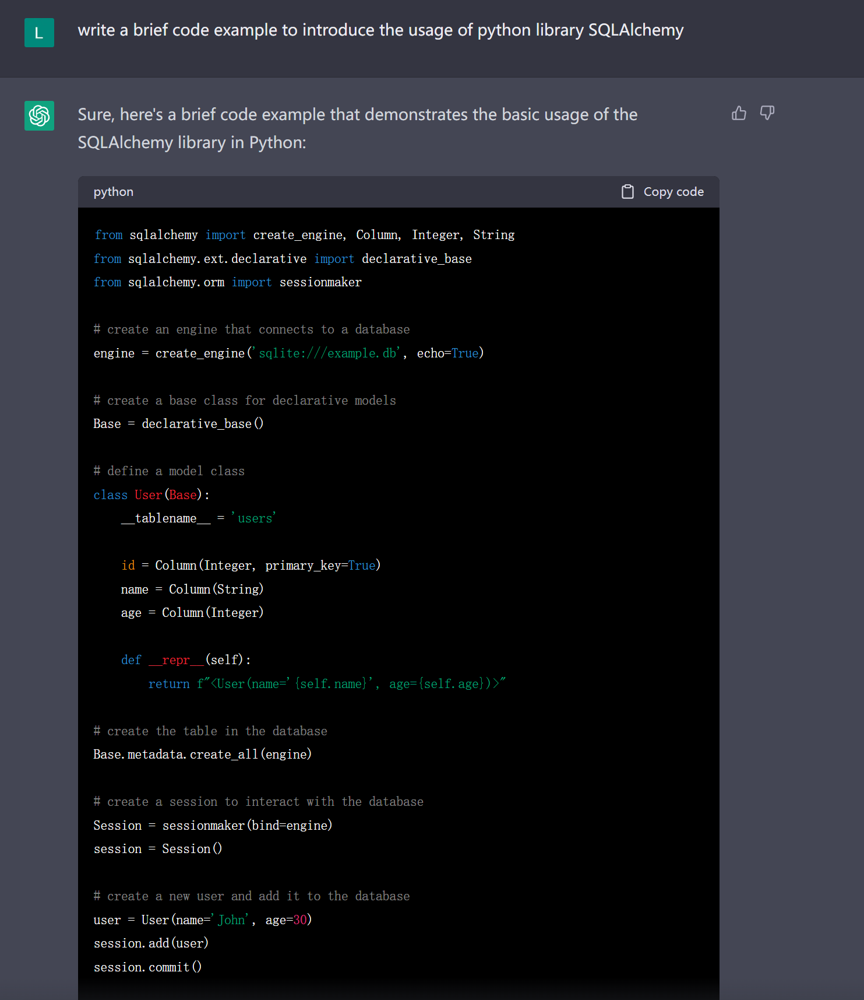 L
write a brief code example to introduce the usage of python library SQLAlchemy
Sure, here's a brief code example that demonstrates the basic usage of the
SQLAlchemy library in Python:
python
Copy code
from sqlalchemy import create_engine, Column, Integer, String
from sqlalchemy.ext.declarative import declarative_base
from sqlalchemy.orm import sessionmaker
# create an engine that connects to a database
engine = create_engine('sqlite:///example.db', echo=True)
# create a base class for declarative models
Base = declarative_base()
# define a model class
class User(Base):
    __tablename__ = 'users'
    id = Column(Integer, primary_key=True)
    name = Column(String)
    age = Column(Integer)
    def __repr__(self):
        return f"<User(name='{self.name}', age={self.age})>"
# create the table in the database
Base.metadata.create_all(engine)
# create a session to interact with the database
Session = sessionmaker(bind=engine)
session = Session()
# create a new user and add it to the database
user = User(name='John', age=30)
session.add(user)
session.commit()